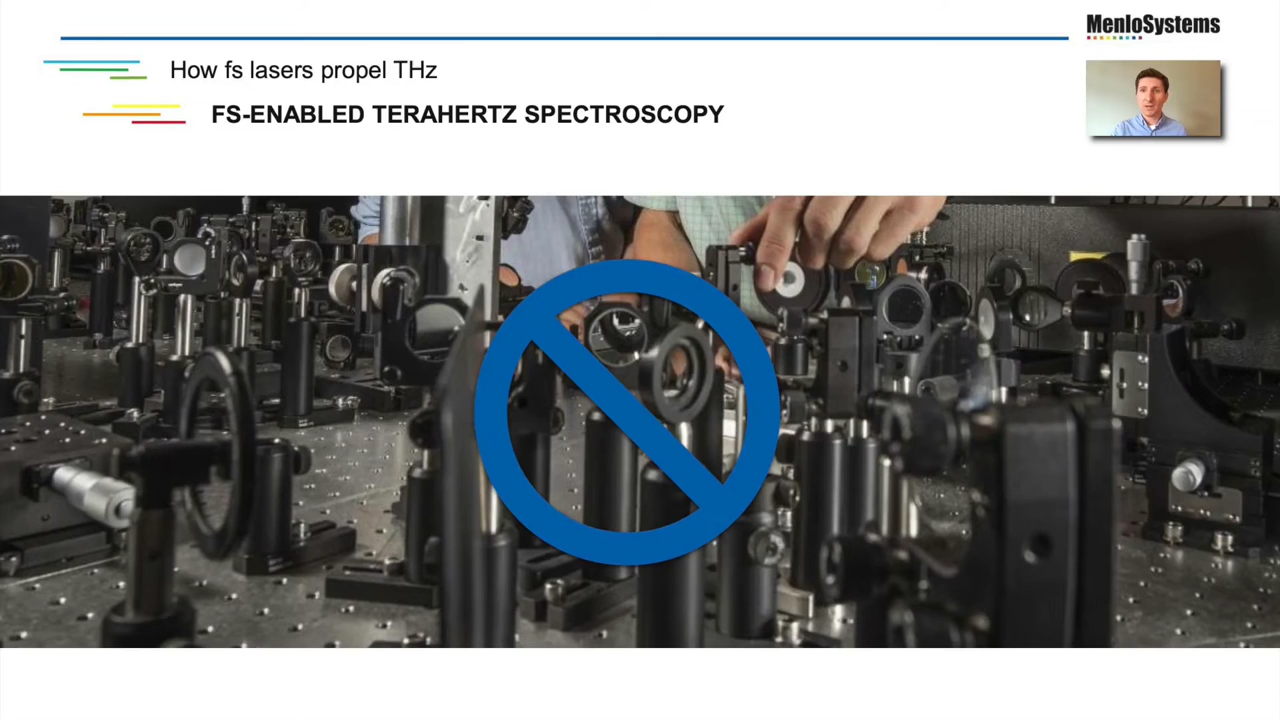 MenloSystems
How fs lasers propel THz
FS-ENABLED TERAHERTZ SPECTROSCOPY